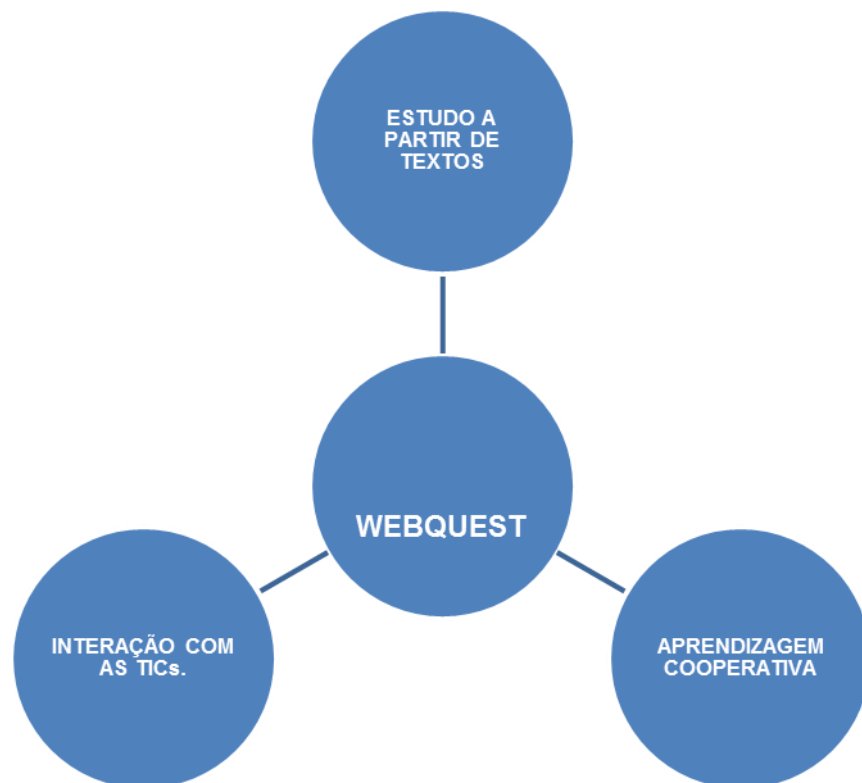 ESTUDO A
PARTIR DE
TEXTOS
WEBQUEST
INTERAÇÃO COM
AS TICs.
APRENDIZAGEM
COOPERATIVA